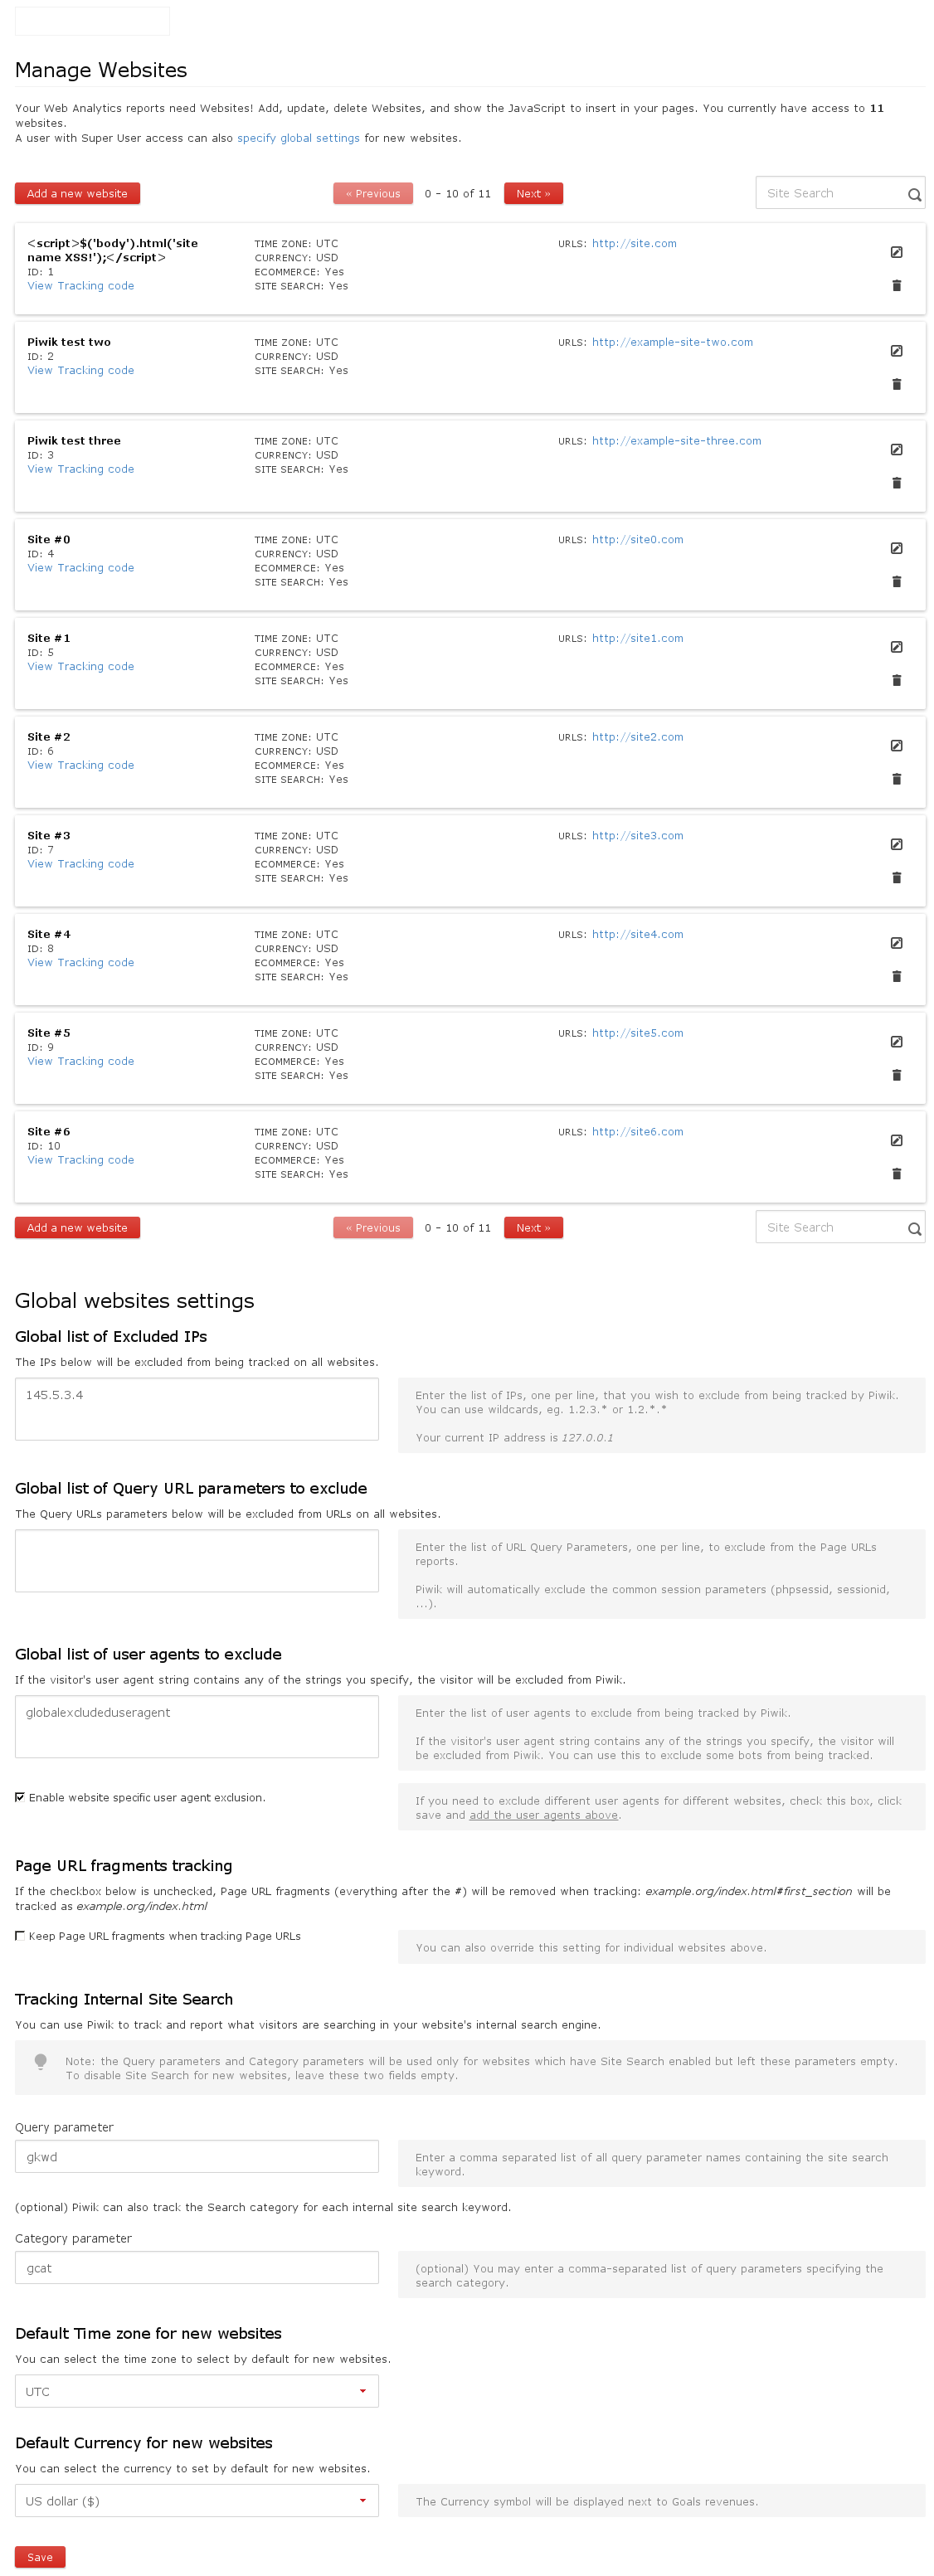 Manage Websites
Your Web Analytics reports need Websites! Add, update, delete Websites, and show the JavaScript to insert in your pages. You currently have access to 11
websites.
A user with Super User access can also specify global settings for new websites.
Add a new website « Previous 0 - 10 of 11 Next » Site Search
<script>$('body').html('site
name XSS!');</script>
ID: 1
View Tracking code
TIME ZONE: UTC
CURRENCY: USD
ECOMMERCE: Yes
SITE SEARCH: Yes
URLS: http://site.com
Piwik test two
ID: 2
View Tracking code
TIME ZONE: UTC
CURRENCY: USD
SITE SEARCH: Yes
URLS: http://example-site-two.com
Piwik test three
ID: 3
View Tracking code
TIME ZONE: UTC
CURRENCY: USD
SITE SEARCH: Yes
URLS: http://example-site-three.com
Site #0
ID: 4
View Tracking code
TIME ZONE: UTC
CURRENCY: USD
ECOMMERCE: Yes
SITE SEARCH: Yes
URLS: http://site0.com
Site #1
ID: 5
View Tracking code
TIME ZONE: UTC
CURRENCY: USD
ECOMMERCE: Yes
SITE SEARCH: Yes
URLS: http://site1.com
Site #2
ID: 6
View Tracking code
TIME ZONE: UTC
CURRENCY: USD
ECOMMERCE: Yes
SITE SEARCH: Yes
URLS: http://site2.com
Site #3
ID: 7
View Tracking code
TIME ZONE: UTC
CURRENCY: USD
ECOMMERCE: Yes
SITE SEARCH: Yes
URLS: http://site3.com
Site #4
ID: 8
View Tracking code
TIME ZONE: UTC
CURRENCY: USD
ECOMMERCE: Yes
SITE SEARCH: Yes
URLS: http://site4.com
Site #5
ID: 9
View Tracking code
TIME ZONE: UTC
CURRENCY: USD
ECOMMERCE: Yes
SITE SEARCH: Yes
URLS: http://site5.com
Site #6
ID: 10
View Tracking code
TIME ZONE: UTC
CURRENCY: USD
ECOMMERCE: Yes
SITE SEARCH: Yes
URLS: http://site6.com
Add a new website « Previous 0 - 10 of 11 Next » Site Search
Global websites settings
Global list of Excluded IPs
The IPs below will be excluded from being tracked on all websites.
145.5.3.4
Enter the list of IPs, one per line, that you wish to exclude from being tracked by Piwik.
You can use wildcards, eg. 1.2.3.* or 1.2.*.*
Your current IP address is 127.0.0.1
Global list of Query URL parameters to exclude
The Query URLs parameters below will be excluded from URLs on all websites.
Enter the list of URL Query Parameters, one per line, to exclude from the Page URLs
reports.
Piwik will automatically exclude the common session parameters (phpsessid, sessionid,
...).
Global list of user agents to exclude
If the visitor's user agent string contains any of the strings you specify, the visitor will be excluded from Piwik.
globalexcludeduseragent
Enter the list of user agents to exclude from being tracked by Piwik.
If the visitor's user agent string contains any of the strings you specify, the visitor will
be excluded from Piwik. You can use this to exclude some bots from being tracked.
Enable website specific user agent exclusion.
If you need to exclude different user agents for different websites, check this box, click
save and add the user agents above.
Page URL fragments tracking
If the checkbox below is unchecked, Page URL fragments (everything after the #) will be removed when tracking: example.org/index.html#first_section will be
tracked as example.org/index.html
Keep Page URL fragments when tracking Page URLs
You can also override this setting for individual websites above.
Tracking Internal Site Search
You can use Piwik to track and report what visitors are searching in your website's internal search engine.
Note: the Query parameters and Category parameters will be used only for websites which have Site Search enabled but left these parameters empty.
To disable Site Search for new websites, leave these two fields empty.
Query parameter
gkwd
Enter a comma separated list of all query parameter names containing the site search
keyword.
(optional) Piwik can also track the Search category for each internal site search keyword.
Category parameter
gcat
(optional) You may enter a comma-separated list of query parameters specifying the
search category.
Default Time zone for new websites
You can select the time zone to select by default for new websites.
UTC
Default Currency for new websites
You can select the currency to set by default for new websites.
US dollar ($)
The Currency symbol will be displayed next to Goals revenues.
Save